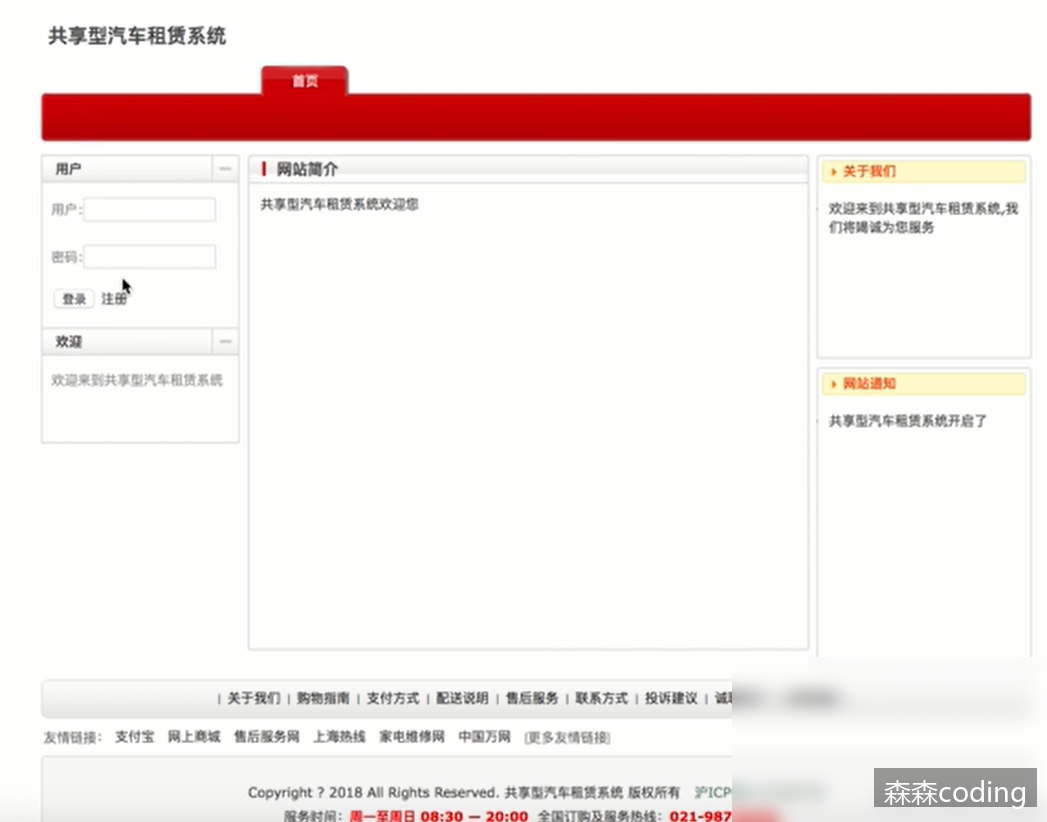 共享型汽车租赁系统
首页
用户
用户:
密码:
登录 注册
欢迎
欢迎来到共享型汽车租赁系统
网站简介
共享型汽车租赁系统欢迎您
关于我们
欢迎来到共享型汽车租赁系统,我
们将竭诚为您服务
网站通知
共享型汽车租赁系统开启了
| 关于我们 | 购物指南 | 支付方式 | 配送说明 | 售后服务 | 联系方式 | 投诉建议 | 诚
友情链接： 支付宝 网上商城 售后服务网 上海热线 家电维修网 中国万网 [更多友情链接]
Copyright ? 2018 All Rights Reserved. 共享型汽车租赁系统 版权所有 沪ICP
服务时间：周一至周日 08:30 — 20:00 全国订购及服务热线：021-987
森森coding